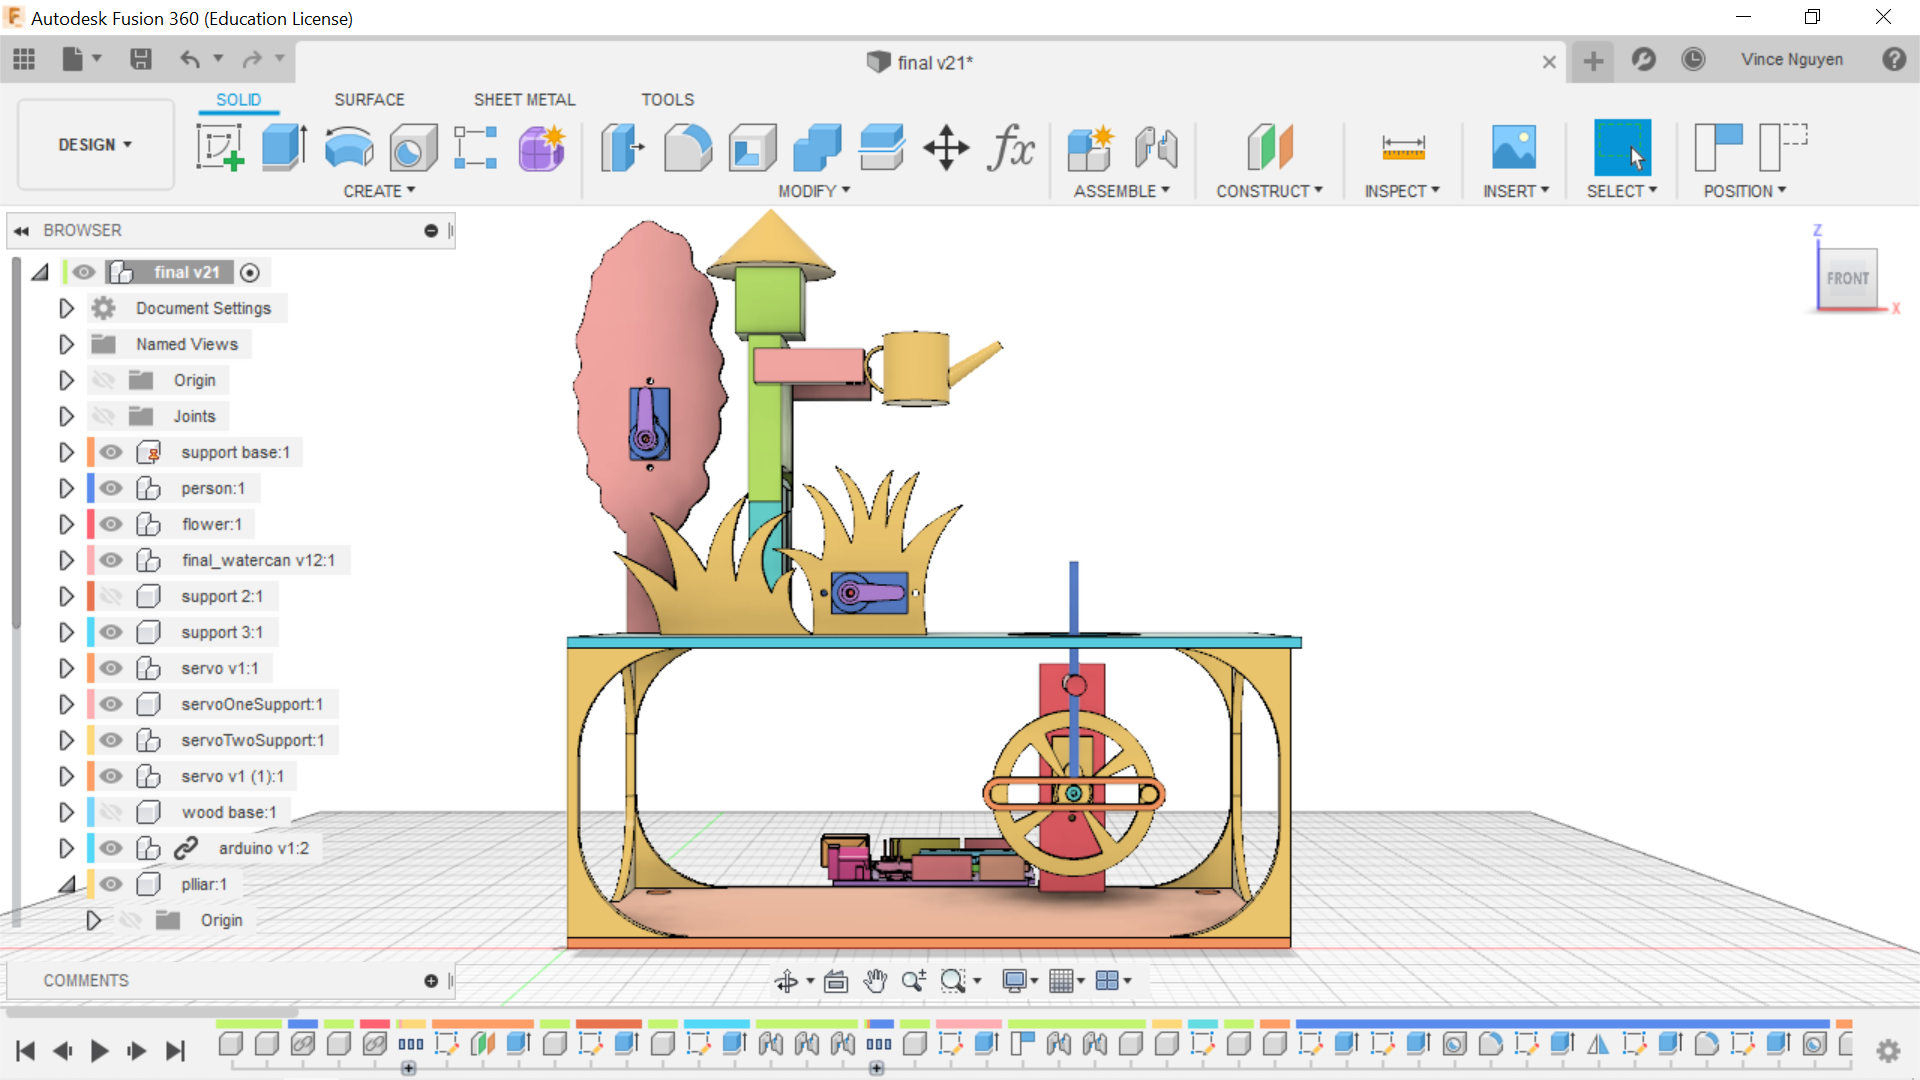 Autodesk Fusion 360 (Education License)
final v21*
Vince Nguyen
DESIGN
SOLID
SURFACE
SHEET METAL
TOOLS
CREATE
MODIFY
ASSEMBLE
CONSTRUCT
INSPECT
INSERT
SELECT
POSITION
BROWSER
final v21
Document Settings
Named Views
Origin
Joints
support base:1
person:1
flower:1
final_watercan v12:1
support 2:1
support 3:1
servo v1:1
servoOneSupport:1
servoTwoSupport:1
servo v1 (1):1
wood base:1
arduino v1:2
plliar:1
Origin
Z
FRONT
X
COMMENTS